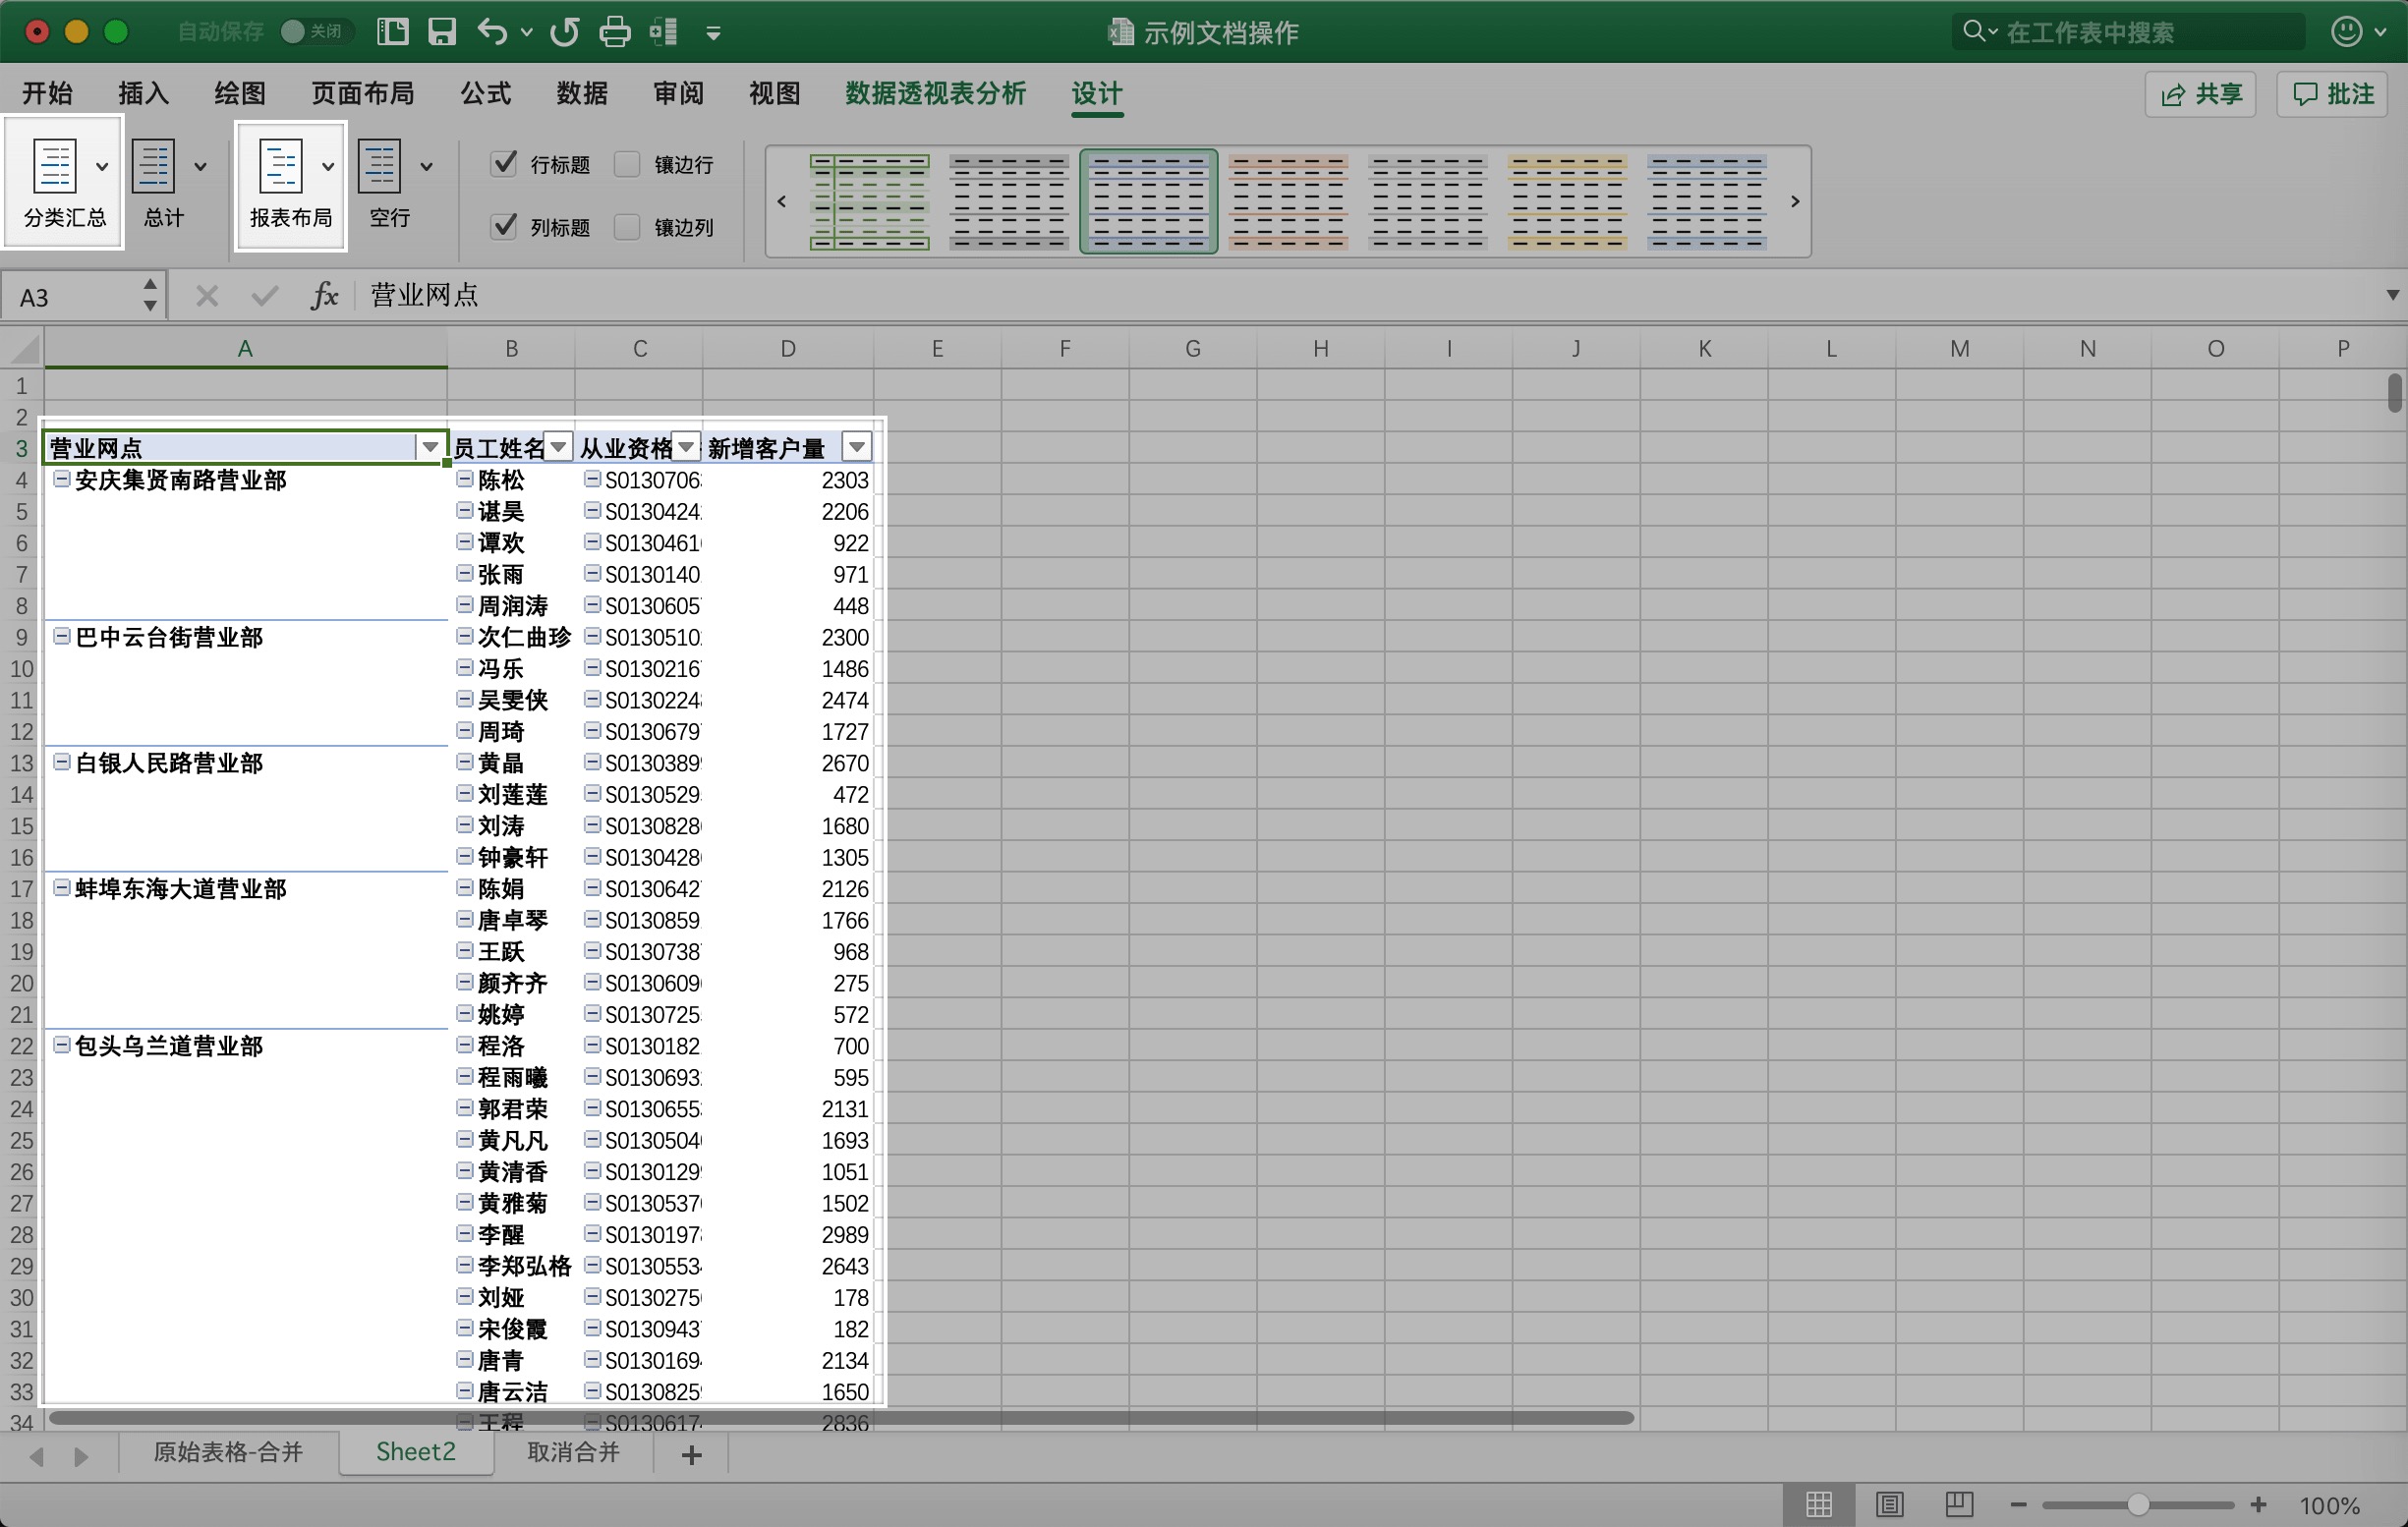 自动保存 关闭 示例文档操作 在工作表中搜索
开始 插入 绘图 页面布局 公式 数据 审阅 视图 数据透视表分析 设计 共享 批注
分类汇总 总计 报表布局 空行
行标题 镶边行
列标题 镶边列
A3 fx 营业网点
A B C D E F G H I J K L M N O P
1
2
3 营业网点 员工姓名 从业资格 新增客户量
4 安庆集贤南路营业部 陈松 S0130706 2303
5 谌昊 S0130424 2206
6 谭欢 S0130461 922
7 张雨 S0130140 971
8 周润涛 S0130605 448
9 巴中云台街营业部 次仁曲珍 S0130510 2300
10 冯乐 S0130216 1486
11 吴雯侠 S0130224 2474
12 周琦 S0130679 1727
13 白银人民路营业部 黄晶 S0130389 2670
14 刘莲莲 S0130529 472
15 刘涛 S0130828 1680
16 钟豪轩 S0130428 1305
17 蚌埠东海大道营业部 陈娟 S0130642 2126
18 唐卓琴 S0130859 1766
19 王跃 S0130738 968
20 颜齐齐 S0130609 275
21 姚婷 S0130725 572
22 包头乌兰道营业部 程洛 S0130182 700
23 程雨曦 S0130693 595
24 郭君荣 S0130655 2131
25 黄凡凡 S0130504 1693
26 黄清香 S0130129 1051
27 黄雅菊 S0130537 1502
28 李醒 S0130197 2989
29 李郑弘格 S0130553 2643
30 刘娅 S0130275 178
31 宋俊霞 S0130943 182
32 唐青 S0130169 2134
33 唐云洁 S0130825 1650
34 王程 S0130617 2836
原始表格-合并 Sheet2 取消合并
100%